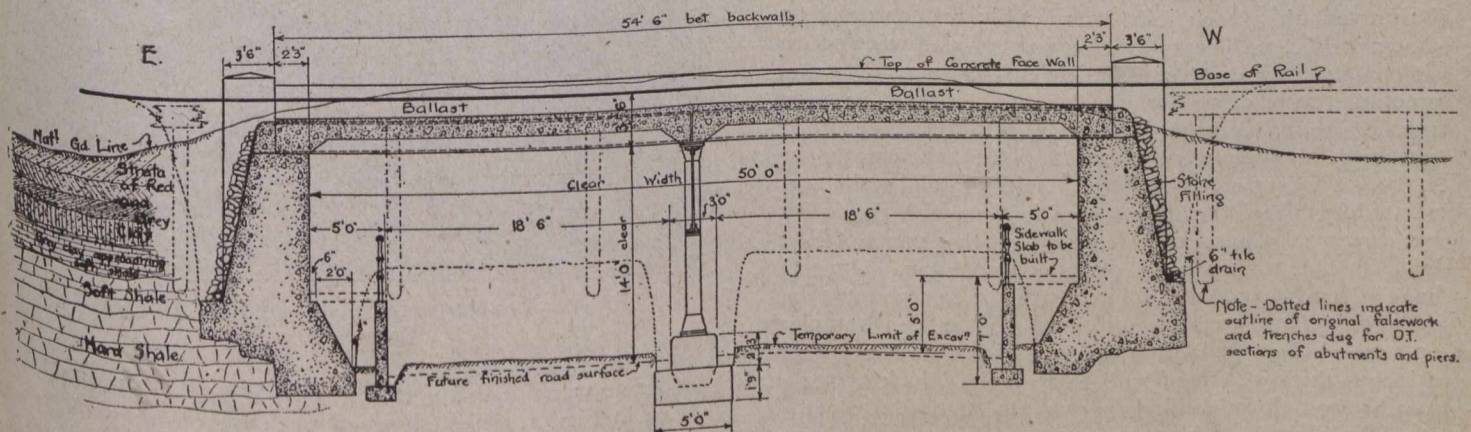 54' 6" bet backwalls
E.
3'6"
2'3"
2'3"
3'6"
W
Top of Concrete Face Wall
Base of Rail ?
Ballast
Ballast
3' 6"
Natl Gd Line
Strata
of Red
and
Grey
Clay
Soft Shale
Hard Shale
Clear Width 50' 0"
Stone
Filling
5'0"
18' 6"
3'0"
18' 6"
5'0"
14'0" clear
Sidewalk
Slab to be
built
6"
2'0"
6" tile
drain
5'0"
7'0"
Note - Dotted lines indicate
outline of original falsework
and trenches dug for O.T.
sections of abutments and piers.
Temporary Limit of Excavn
2'3"
Future finished road surface
1'9"
5'0"